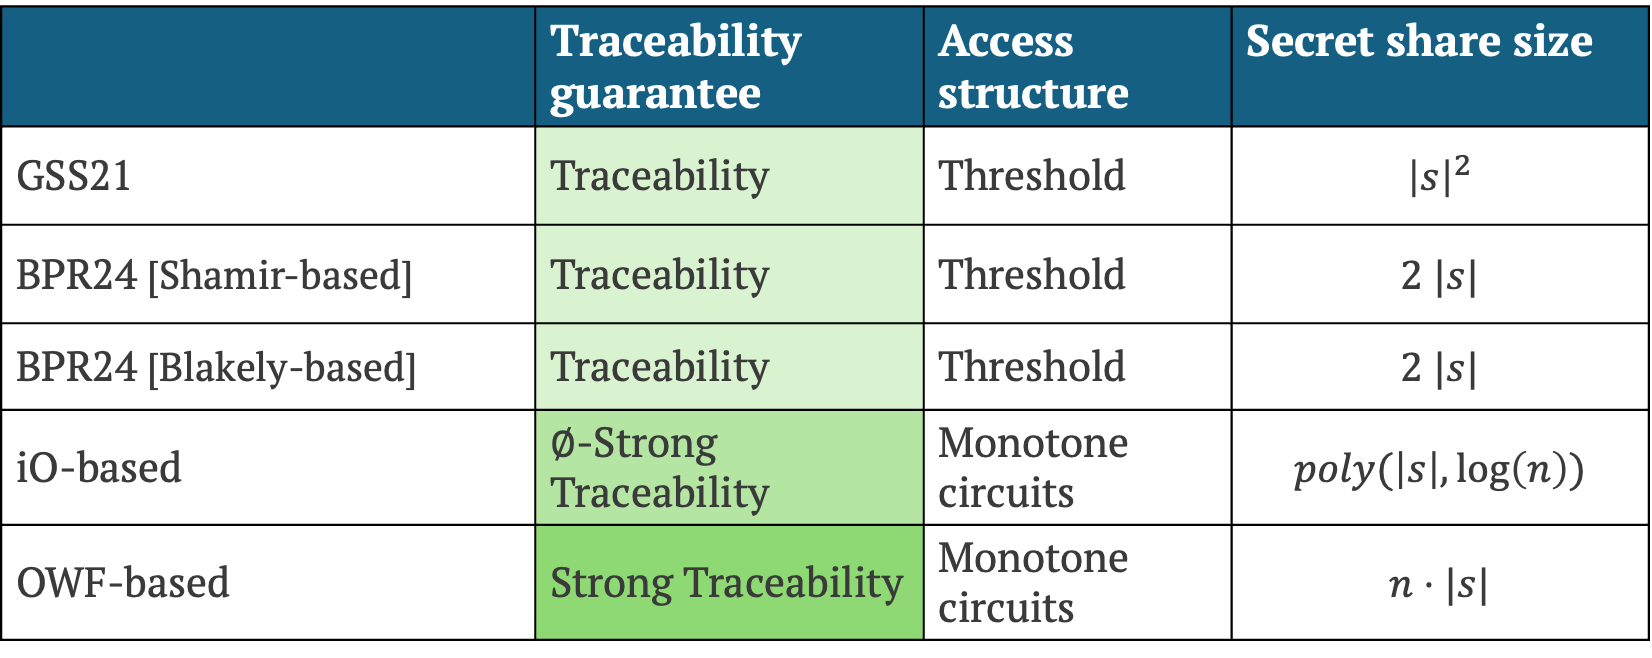 Traceability guarantee | Access structure | Secret share size
GSS21 | Traceability | Threshold | |s|²
BPR24 [Shamir-based] | Traceability | Threshold | 2 |s|
BPR24 [Blakely-based] | Traceability | Threshold | 2 |s|
iO-based | Ø-Strong Traceability | Monotone circuits | poly(|s|, log(n))
OWF-based | Strong Traceability | Monotone circuits | n · |s|